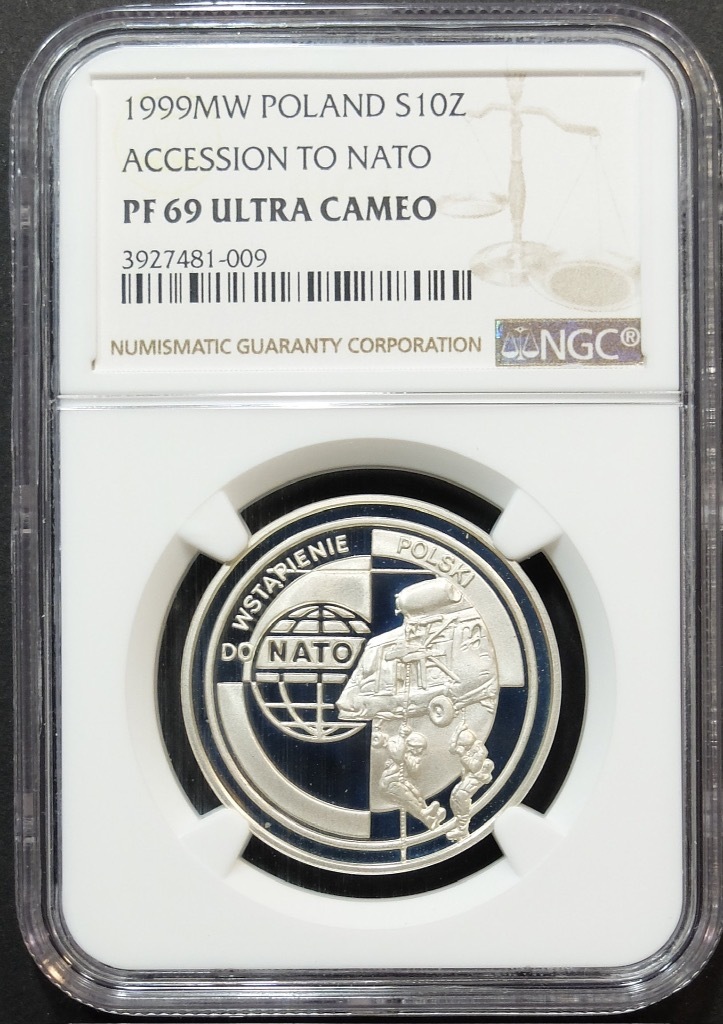 1999MW POLAND S10Z
ACCESSION TO NATO
PF 69 ULTRA CAMEO
3927481-009
NUMISMATIC GUARANTY CORPORATION
NGC®
WSTĄPIENIE POLSKI
DO NATO